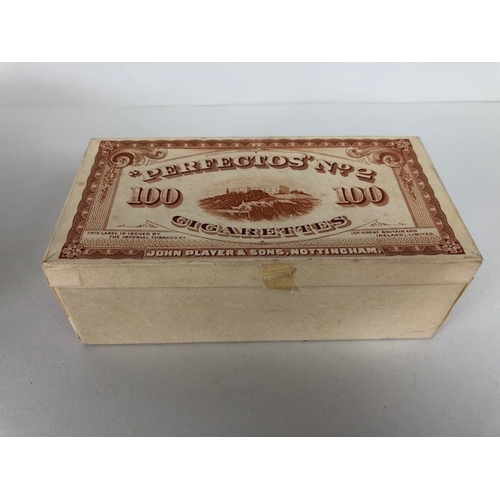 "PERFECTOS" No 2
100 100
CIGARETTES
THIS LABEL IS ISSUED BY
THE IMPERIAL TOBACCO Co
(OF GREAT BRITAIN AND
IRELAND), LIMITED.
JOHN PLAYER & SONS, NOTTINGHAM.